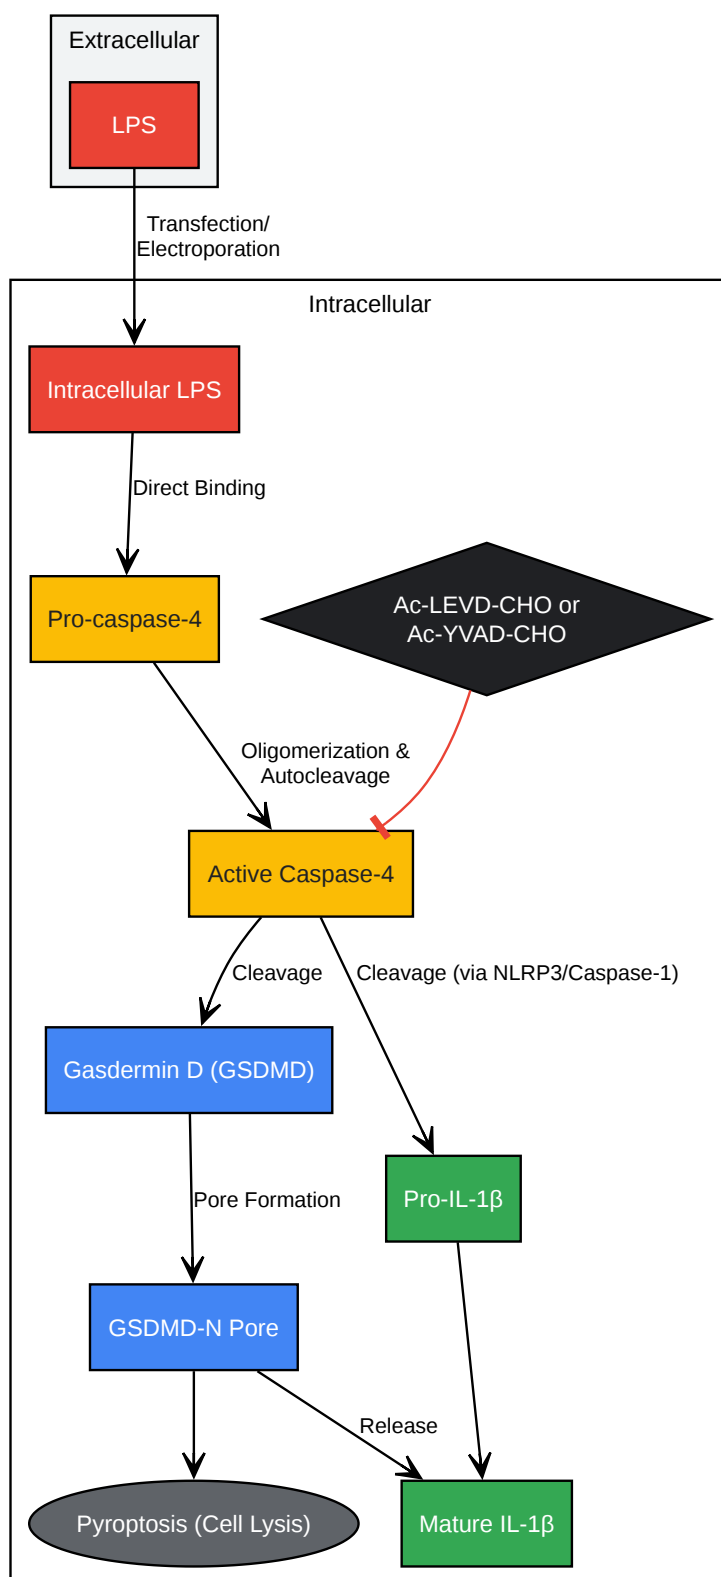 Extracellular
LPS
Transfection/
Electroporation
Intracellular
Intracellular LPS
Direct Binding
Pro-caspase-4
Ac-LEVD-CHO or
Ac-YVAD-CHO
Oligomerization &
Autocleavage
Active Caspase-4
Cleavage
Cleavage (via NLRP3/Caspase-1)
Gasdermin D (GSDMD)
Pro-IL-1β
Pore Formation
GSDMD-N Pore
Release
Pyroptosis (Cell Lysis)
Mature IL-1β